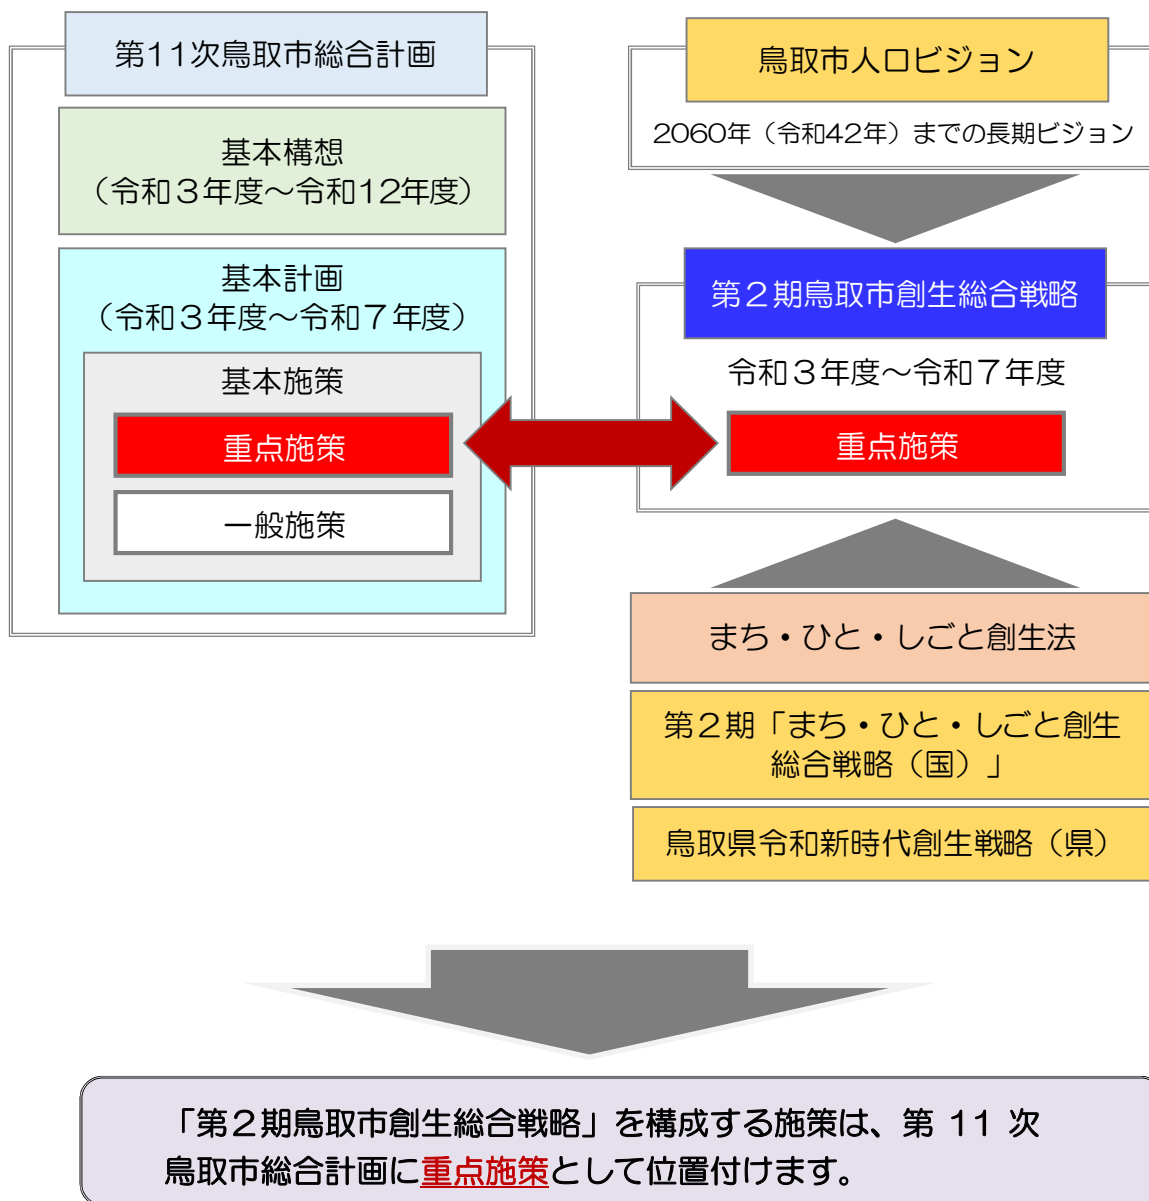 第11次鳥取市総合計画
基本構想
（令和３年度～令和12年度）
基本計画
（令和３年度～令和７年度）
基本施策
重点施策
一般施策
鳥取市人口ビジョン
2060年（令和42年）までの長期ビジョン
第２期鳥取市創生総合戦略
令和３年度～令和７年度
重点施策
まち・ひと・しごと創生法
第２期「まち・ひと・しごと創生
総合戦略（国）」
鳥取県令和新時代創生戦略（県）
「第２期鳥取市創生総合戦略」を構成する施策は、第 11 次
鳥取市総合計画に重点施策として位置付けます。